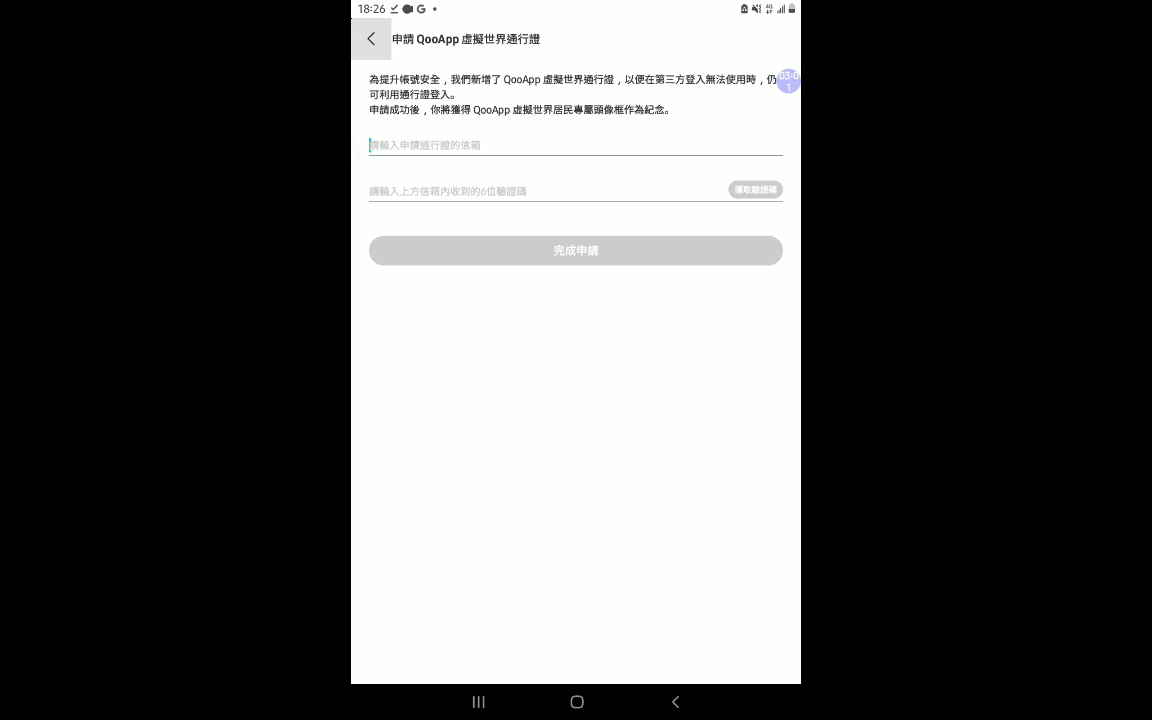 18:26
申請 QooApp 虛擬世界通行證
為提升帳號安全，我們新增了 QooApp 虛擬世界通行證，以便在第三方登入無法使用時，仍
可利用通行證登入。
申請成功後，你將獲得 QooApp 虛擬世界居民專屬頭像框作為紀念。
03:0
1
請輸入申請通行證的信箱
請輸入上方信箱內收到的6位驗證碼
獲取驗證碼
完成申請